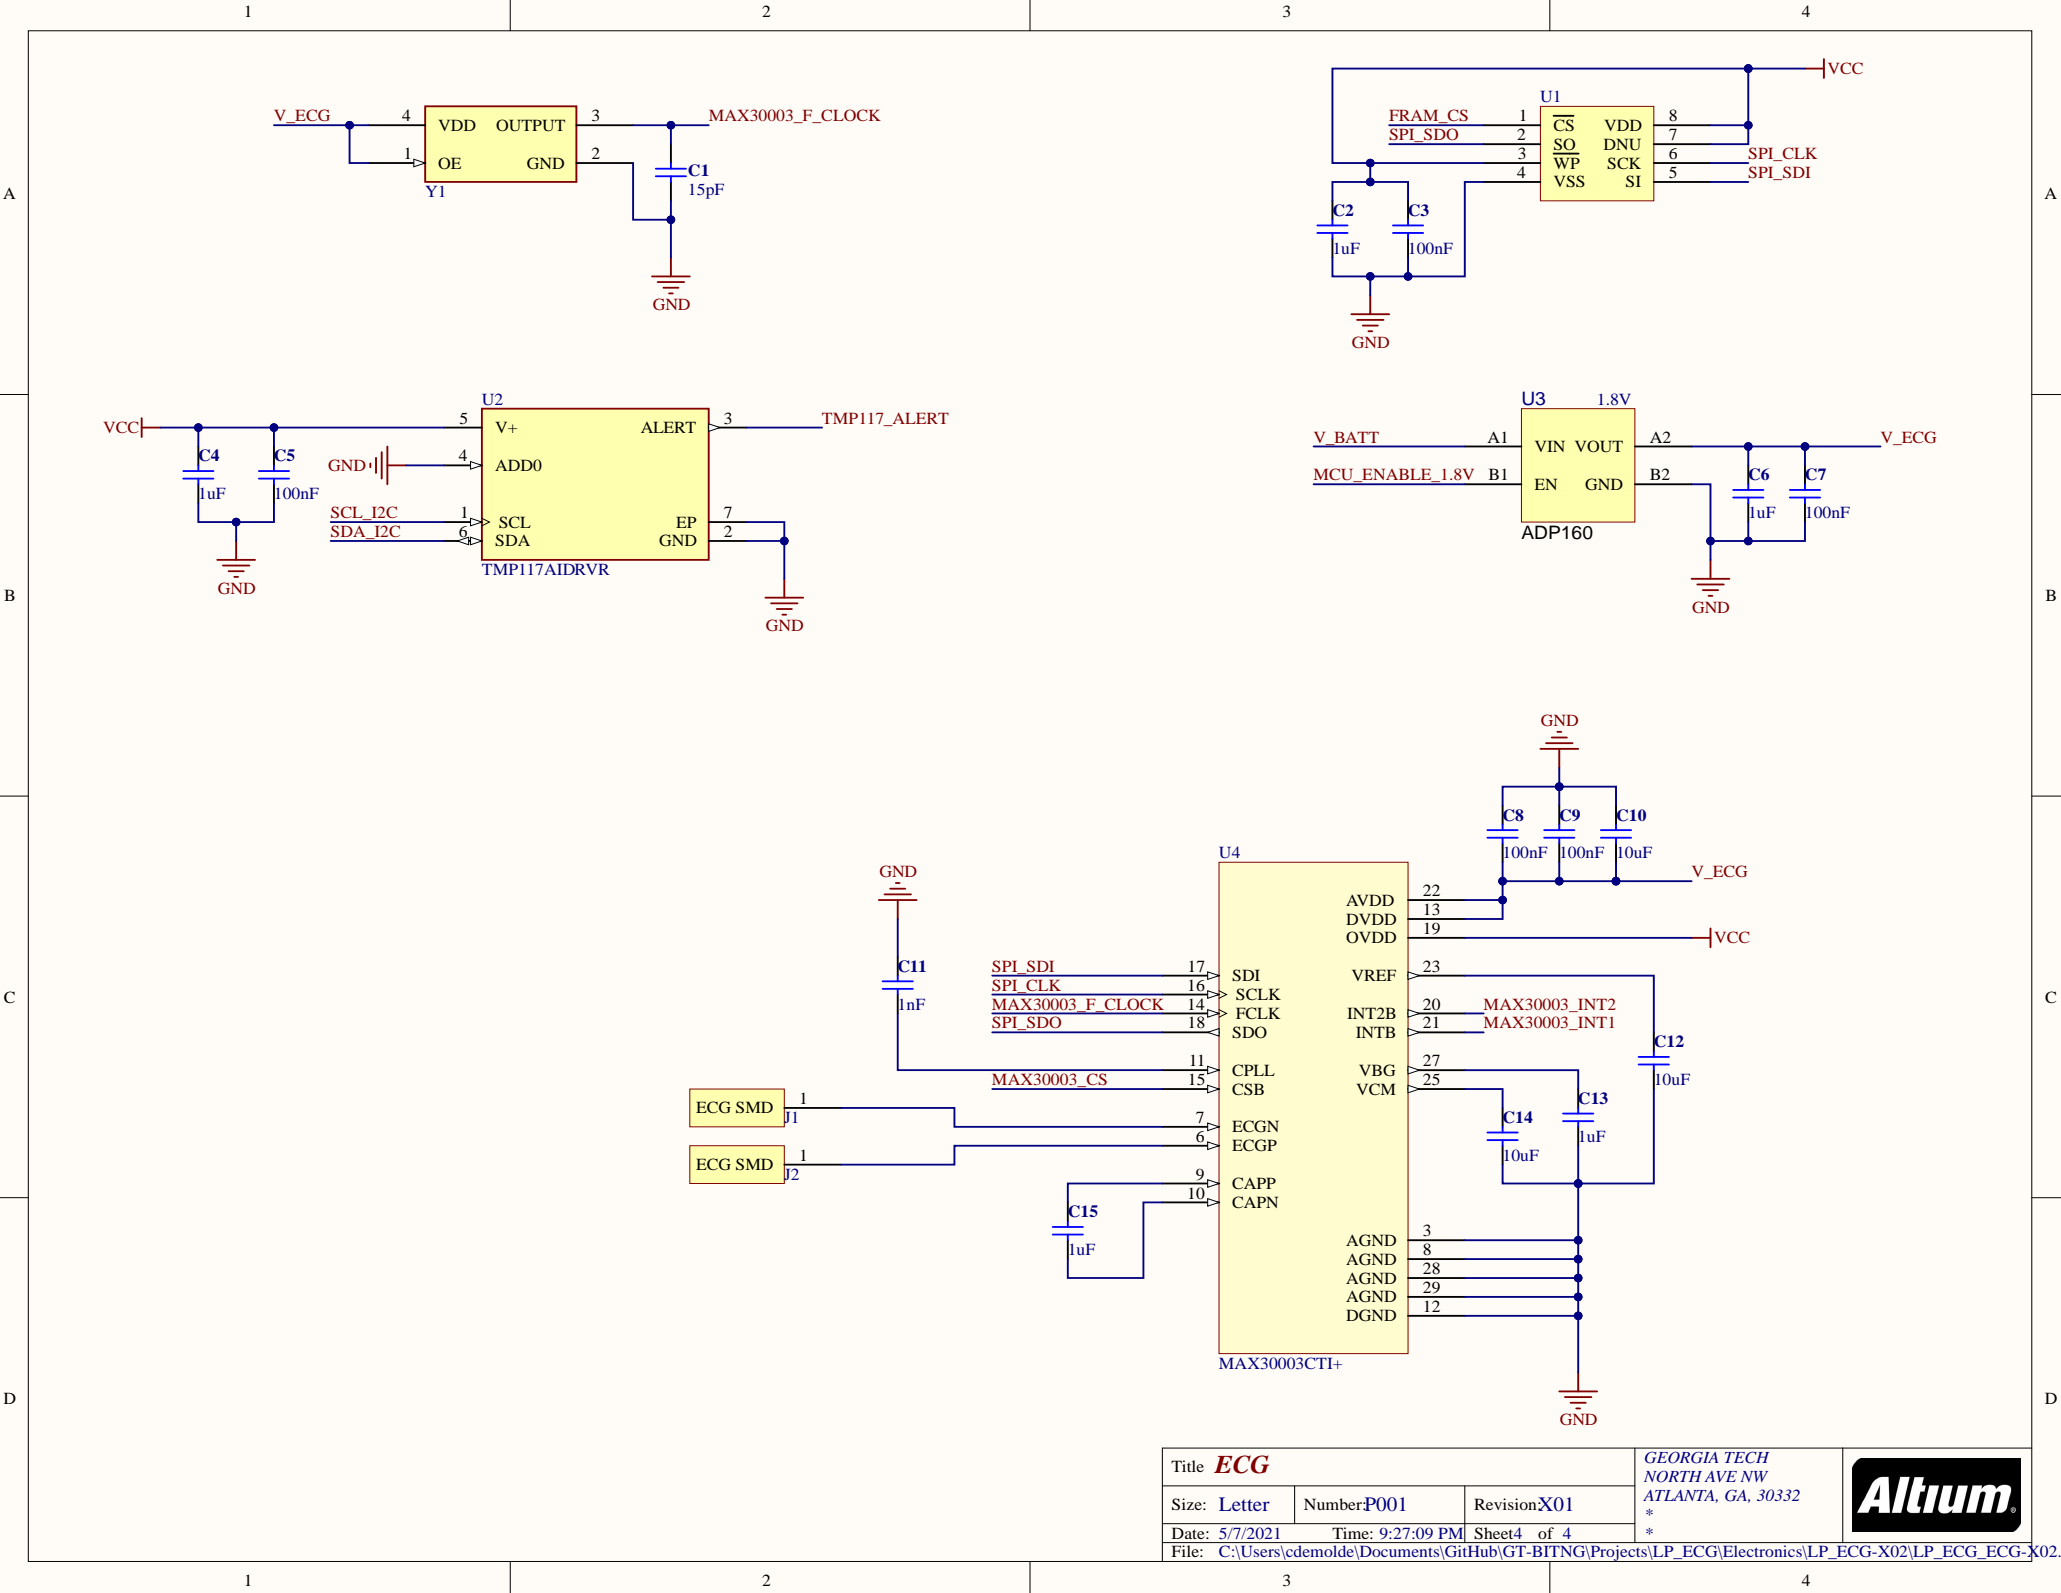 1 2 3 4
A A
B B
C C
D D
1 2 3 4
V_ECG
4 VDD OUTPUT 3
MAX30003_F_CLOCK
1 OE GND 2
Y1
C1
15pF
GND
VCC
U1
FRAM_CS 1 CS VDD 8
SPI_SDO 2 SO DNU 7
3 WP SCK 6 SPI_CLK
4 VSS SI 5 SPI_SDI
C2 C3
1uF 100nF
GND
U2
VCC 5 V+ ALERT 3 TMP117_ALERT
C4 C5
1uF 100nF
GND 4 ADD0
SCL_I2C 1 SCL EP 7
SDA_I2C 6 SDA GND 2
TMP117AIDRVR
GND
GND
U3 1.8V
V_BATT A1 VIN VOUT A2 V_ECG
MCU_ENABLE_1.8V B1 EN GND B2
C6 C7
1uF 100nF
ADP160
GND
GND
C8 C9 C10
100nF 100nF 10uF
V_ECG
U4
AVDD 22
DVDD 13
OVDD 19 VCC
GND
C11
1nF
SPI_SDI 17 SDI VREF 23
SPI_CLK 16 SCLK
MAX30003_F_CLOCK 14 FCLK INT2B 20 MAX30003_INT2
SPI_SDO 18 SDO INTB 21 MAX30003_INT1
C12
10uF
11 CPLL VBG 27
MAX30003_CS 15 CSB VCM 25
C13
1uF
C14
10uF
ECG SMD 1 J1
7 ECGN
6 ECGP
ECG SMD 1 J2
9 CAPP
10 CAPN
C15
1uF
AGND 3
AGND 8
AGND 28
AGND 29
DGND 12
MAX30003CTI+
GND
Title ECG
Size: Letter Number:P001 Revision:X01
Date: 5/7/2021 Time: 9:27:09 PM Sheet4 of 4
File: C:\Users\cdemolde\Documents\GitHub\GT-BITNG\Projects\LP_ECG\Electronics\LP_ECG-X02\LP_ECG_ECG-X02.
GEORGIA TECH
NORTH AVE NW
ATLANTA, GA, 30332
*
*
Altium